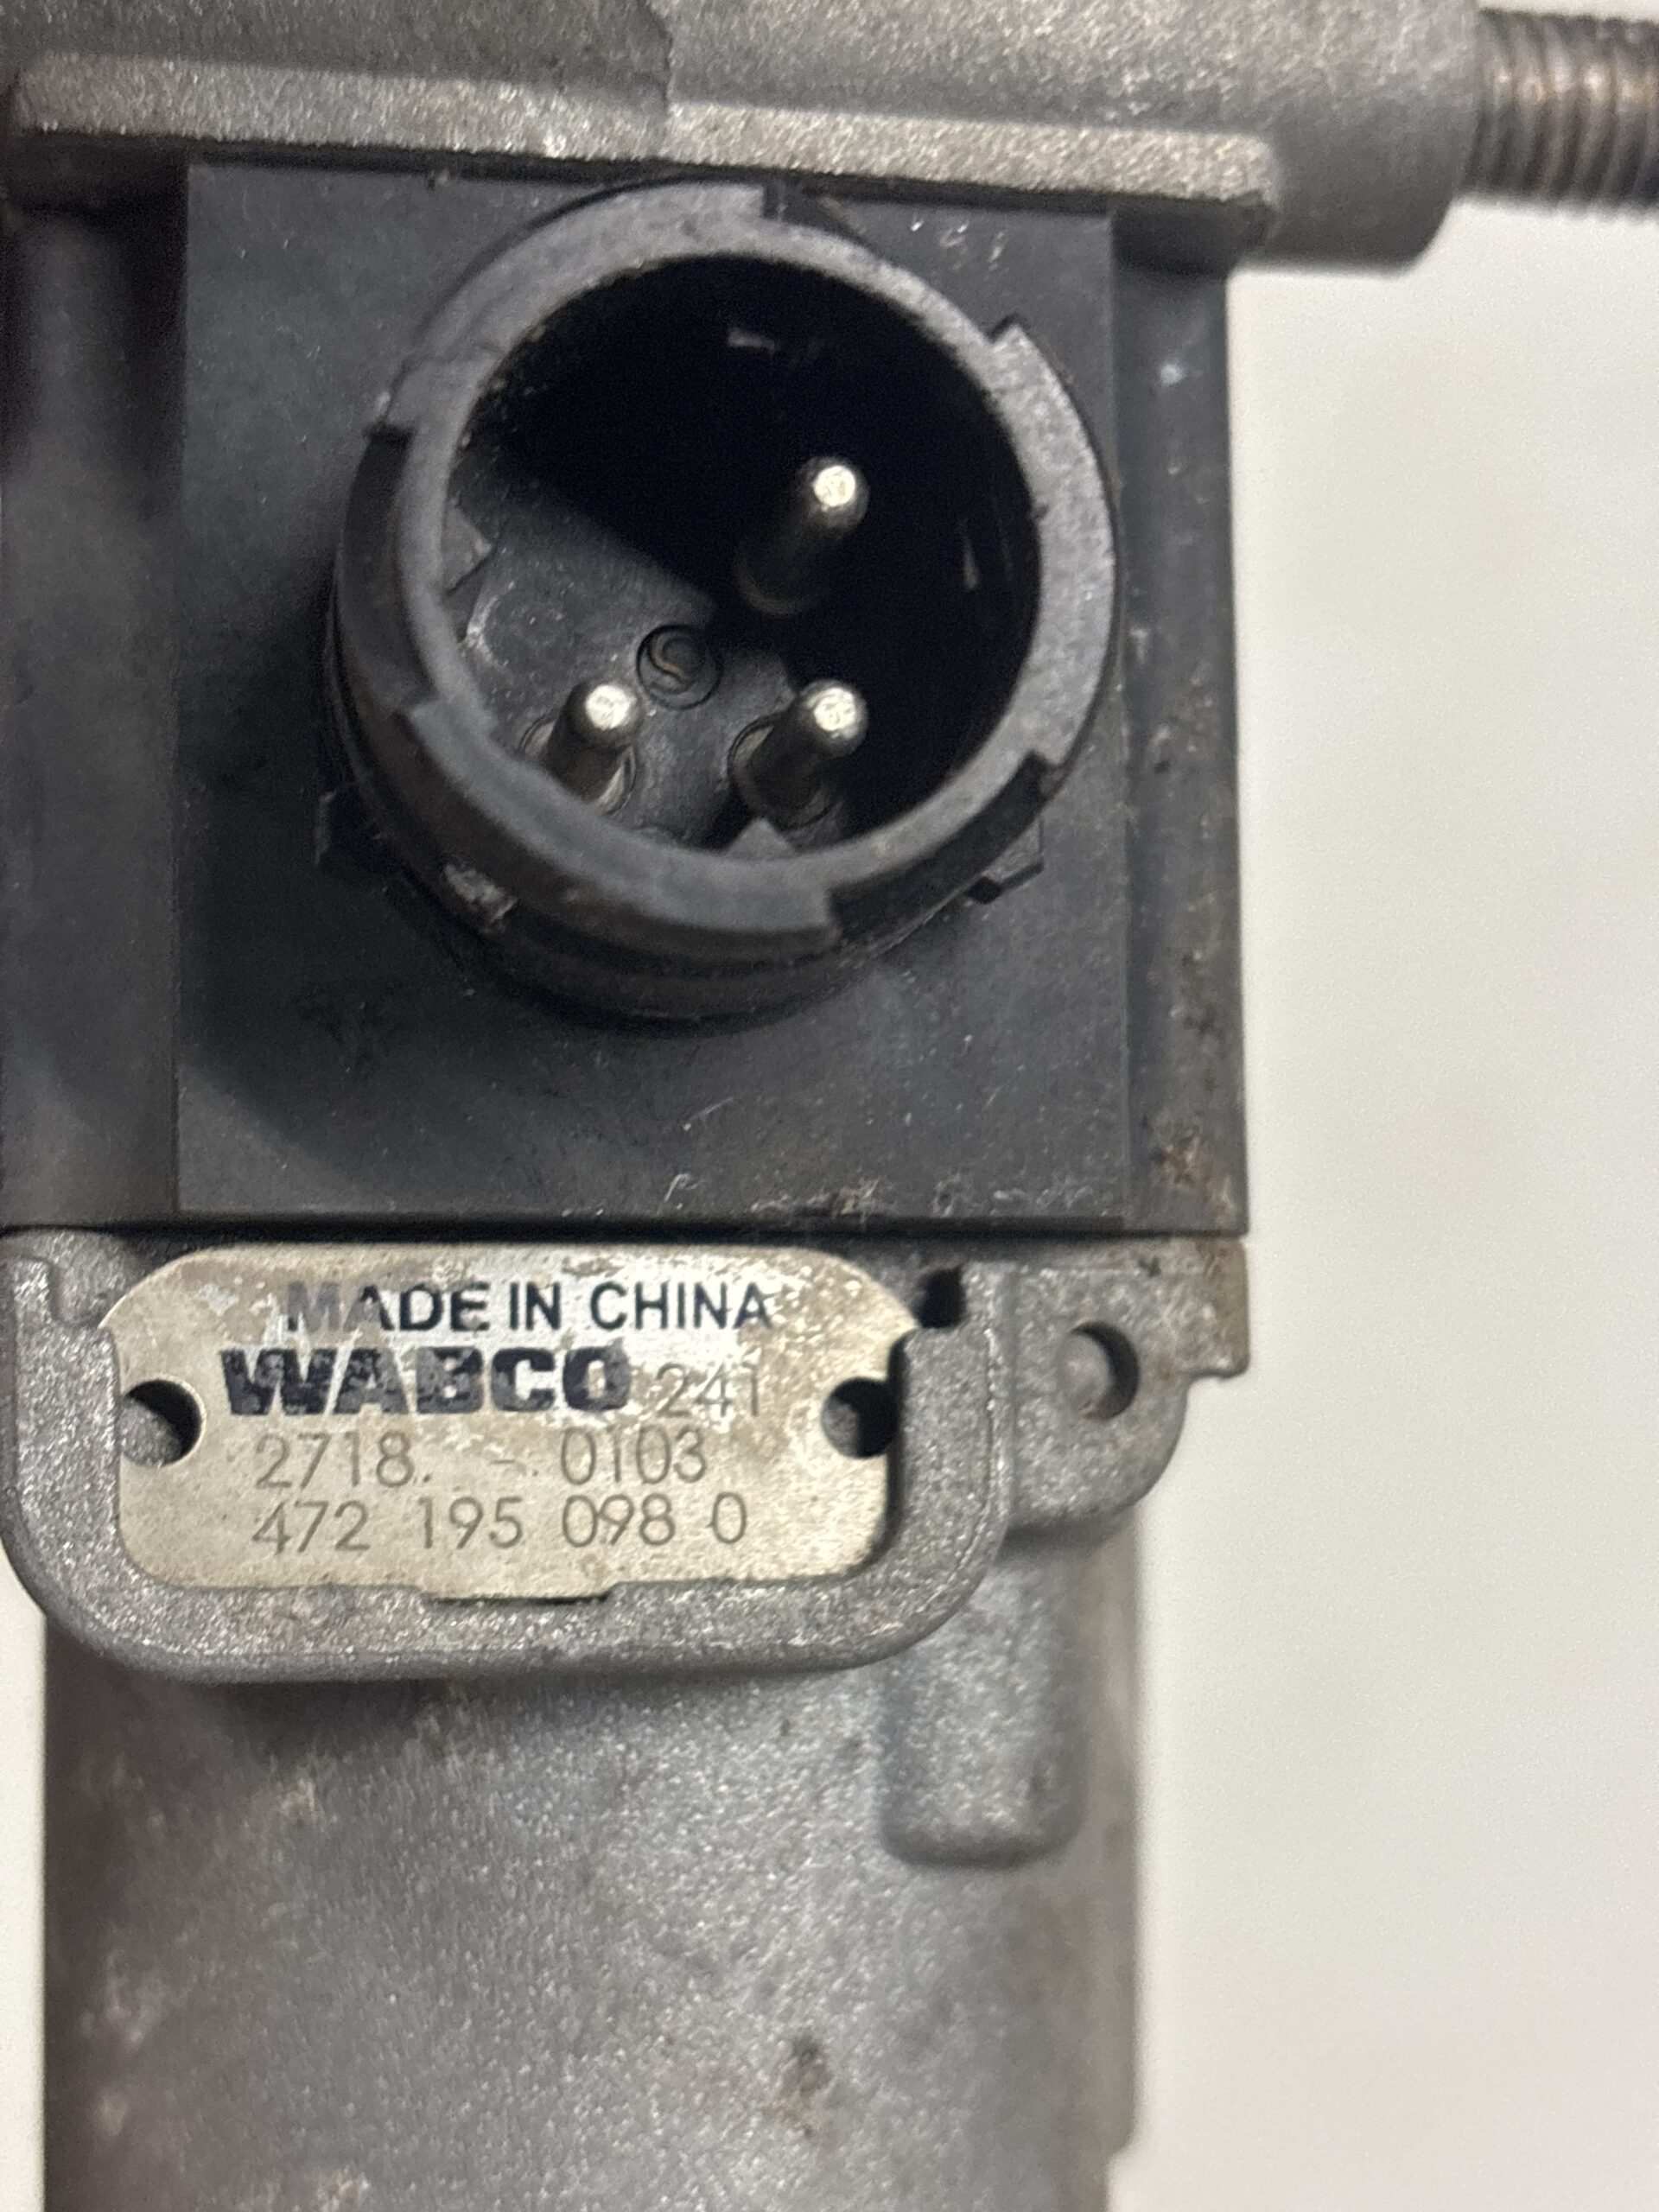 MADE IN CHINA
WABCO 241
2718. - 0103
472 195 098 0